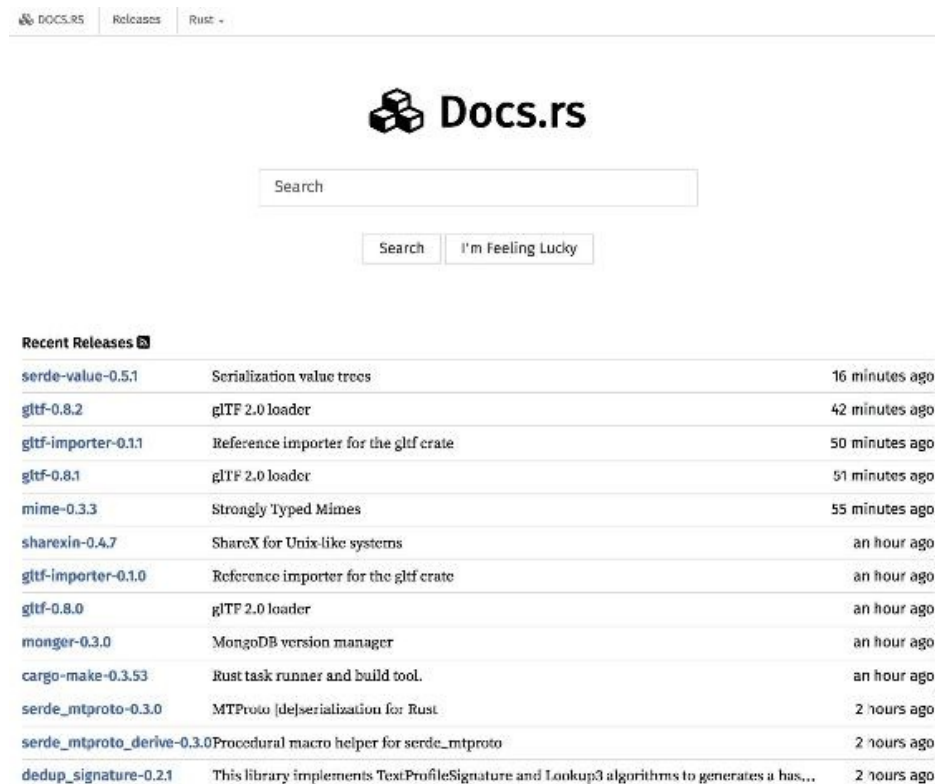 DOCS.RS Releases Rust
Docs.rs
Search
Search I'm Feeling Lucky
Recent Releases
serde-value-0.5.1 Serialization value trees 16 minutes ago
gltf-0.8.2 glTF 2.0 loader 42 minutes ago
gltf-importer-0.1.1 Reference importer for the gltf crate 50 minutes ago
gltf-0.8.1 glTF 2.0 loader 51 minutes ago
mime-0.3.3 Strongly Typed Mimes 55 minutes ago
sharexin-0.4.7 ShareX for Unix-like systems an hour ago
gltf-importer-0.1.0 Reference importer for the gltf crate an hour ago
gltf-0.8.0 glTF 2.0 loader an hour ago
monger-0.3.0 MongoDB version manager an hour ago
cargo-make-0.3.53 Rust task runner and build tool. an hour ago
serde_mtproto-0.3.0 MTProto [de]serialization for Rust 2 hours ago
serde_mtproto_derive-0.3.0 Procedural macro helper for serde_mtproto 2 hours ago
dedup_signature-0.2.1 This library implements TextProfileSignature and Lookup3 algorithms to generates a has... 2 hours ago